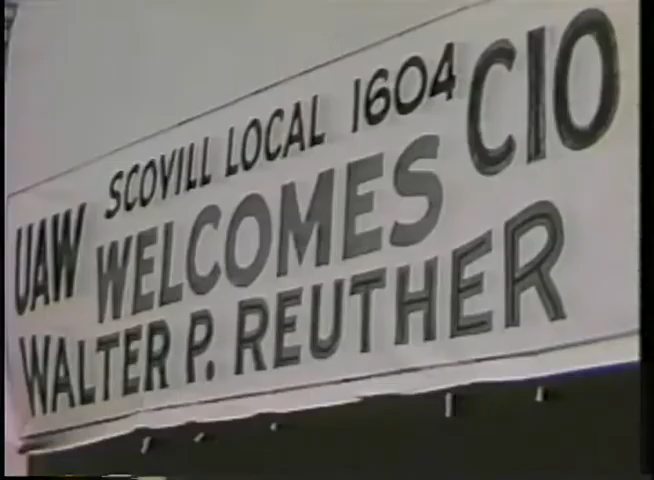 SCOVILL LOCAL 1604
UAW WELCOMES CIO
WALTER P. REUTHER